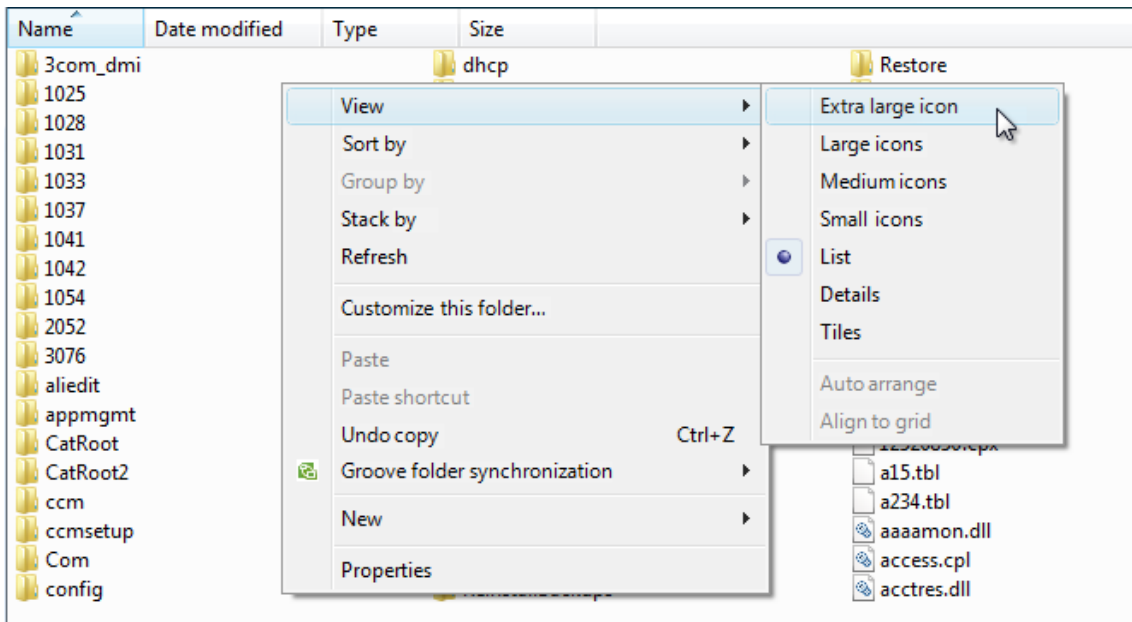 Name Date modified Type Size
3com_dmi dhcp Restore
1025
1028
1031
1033
1037
1041
1042
1054
2052
3076
aliedit
appmgmt
CatRoot
CatRoot2
ccm
ccmsetup
Com
config
View
Sort by
Group by
Stack by
Refresh
Customize this folder...
Paste
Paste shortcut
Undo copy Ctrl+Z
Groove folder synchronization
New
Properties
Extra large icon
Large icons
Medium icons
Small icons
List
Details
Tiles
Auto arrange
Align to grid
a15.tbl
a234.tbl
aaaamon.dll
access.cpl
acctres.dll